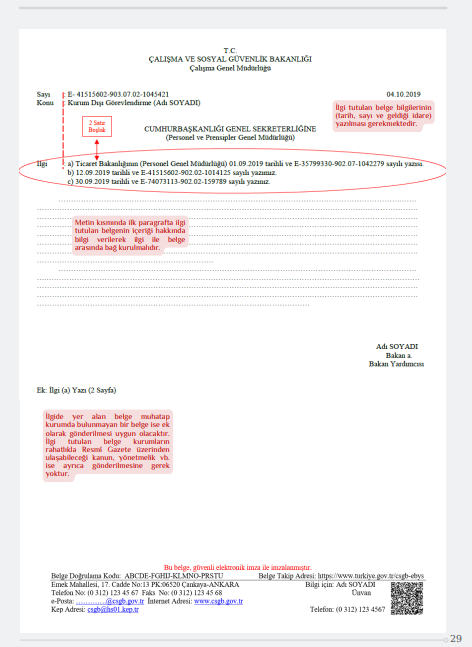 T.C.
ÇALIŞMA VE SOSYAL GÜVENLİK BAKANLIĞI
Çalışma Genel Müdürlüğü
Sayı : E- 41515602-903.07.02-1045421 04.10.2019
Konu : Kurum Dışı Görevlendirme (Adı SOYADI)
İlgi tutulan belge bilgilerinin
(tarih, sayı ve geldiği idare)
yazılması gerekmektedir.
2 Satır
Boşluk
CUMHURBAŞKANLIĞI GENEL SEKRETERLİĞİNE
(Personel ve Prensipler Genel Müdürlüğü)
İlgi : a) Ticaret Bakanlığının (Personel Genel Müdürlüğü) 01.09.2019 tarihli ve E-35799330-902.07-1042279 sayılı yazısı.
b) 12.09.2019 tarihli ve E-41515602-902.02-1014125 sayılı yazımız.
c) 30.09.2019 tarihli ve E-74073113-902.02-159789 sayılı yazınız.
Metin kısmında ilk paragrafta ilgi
tutulan belgenin içeriği hakkında
bilgi verilerek ilgi ile belge
arasında bağ kurulmalıdır.
Adı SOYADI
Bakan a.
Bakan Yardımcısı
Ek: İlgi (a) Yazı (2 Sayfa)
İlgide yer alan belge muhatap
kurumda bulunmayan bir belge ise ek
olarak gönderilmesi uygun olacaktır.
İlgi tutulan belge kurumların
rahatlıkla Resmî Gazete üzerinden
ulaşabileceği kanun, yönetmelik vb.
ise ayrıca gönderilmesine gerek
yoktur.
Bu belge, güvenli elektronik imza ile imzalanmıştır.
Belge Doğrulama Kodu: ABCDE-FGHIJ-KLMNO-PRSTU Belge Takip Adresi: https://www.turkiye.gov.tr/csgb-ebys
Emek Mahallesi, 17. Cadde No:13 PK:06520 Çankaya-ANKARA Bilgi için: Adı SOYADI
Telefon No: (0 312) 123 45 67 Faks No: (0 312) 123 45 68 Ünvan
e-Posta: ...............@csgb.gov.tr İnternet Adresi: www.csgb.gov.tr
Kep Adresi: csgb@hs01.kep.tr Telefon: (0 312) 123 4567
29